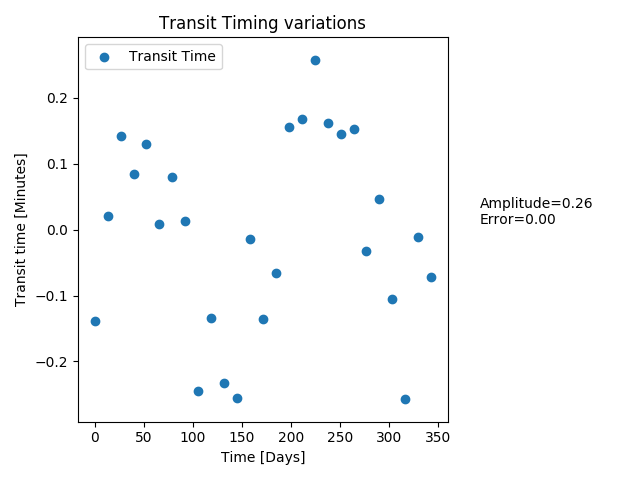 Transit Timing variations
Transit Time
Transit time [Minutes]
0.2
0.1
0.0
−0.1
−0.2
0 50 100 150 200 250 300 350
Time [Days]
Amplitude=0.26
Error=0.00